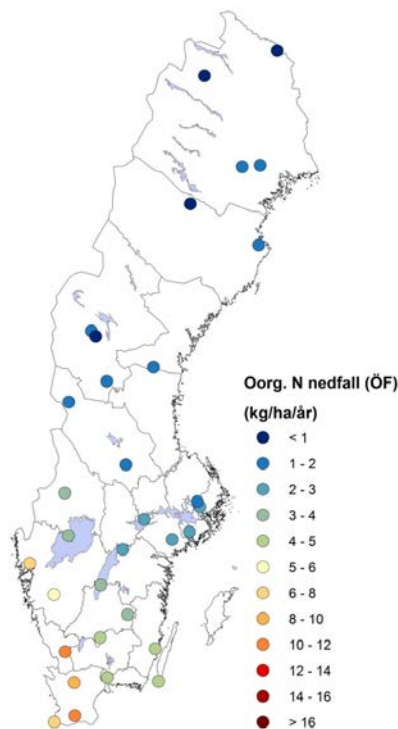 Oorg. N nedfall (ÖF)
(kg/ha/år)
< 1
1 - 2
2 - 3
3 - 4
4 - 5
5 - 6
6 - 8
8 - 10
10 - 12
12 - 14
14 - 16
> 16